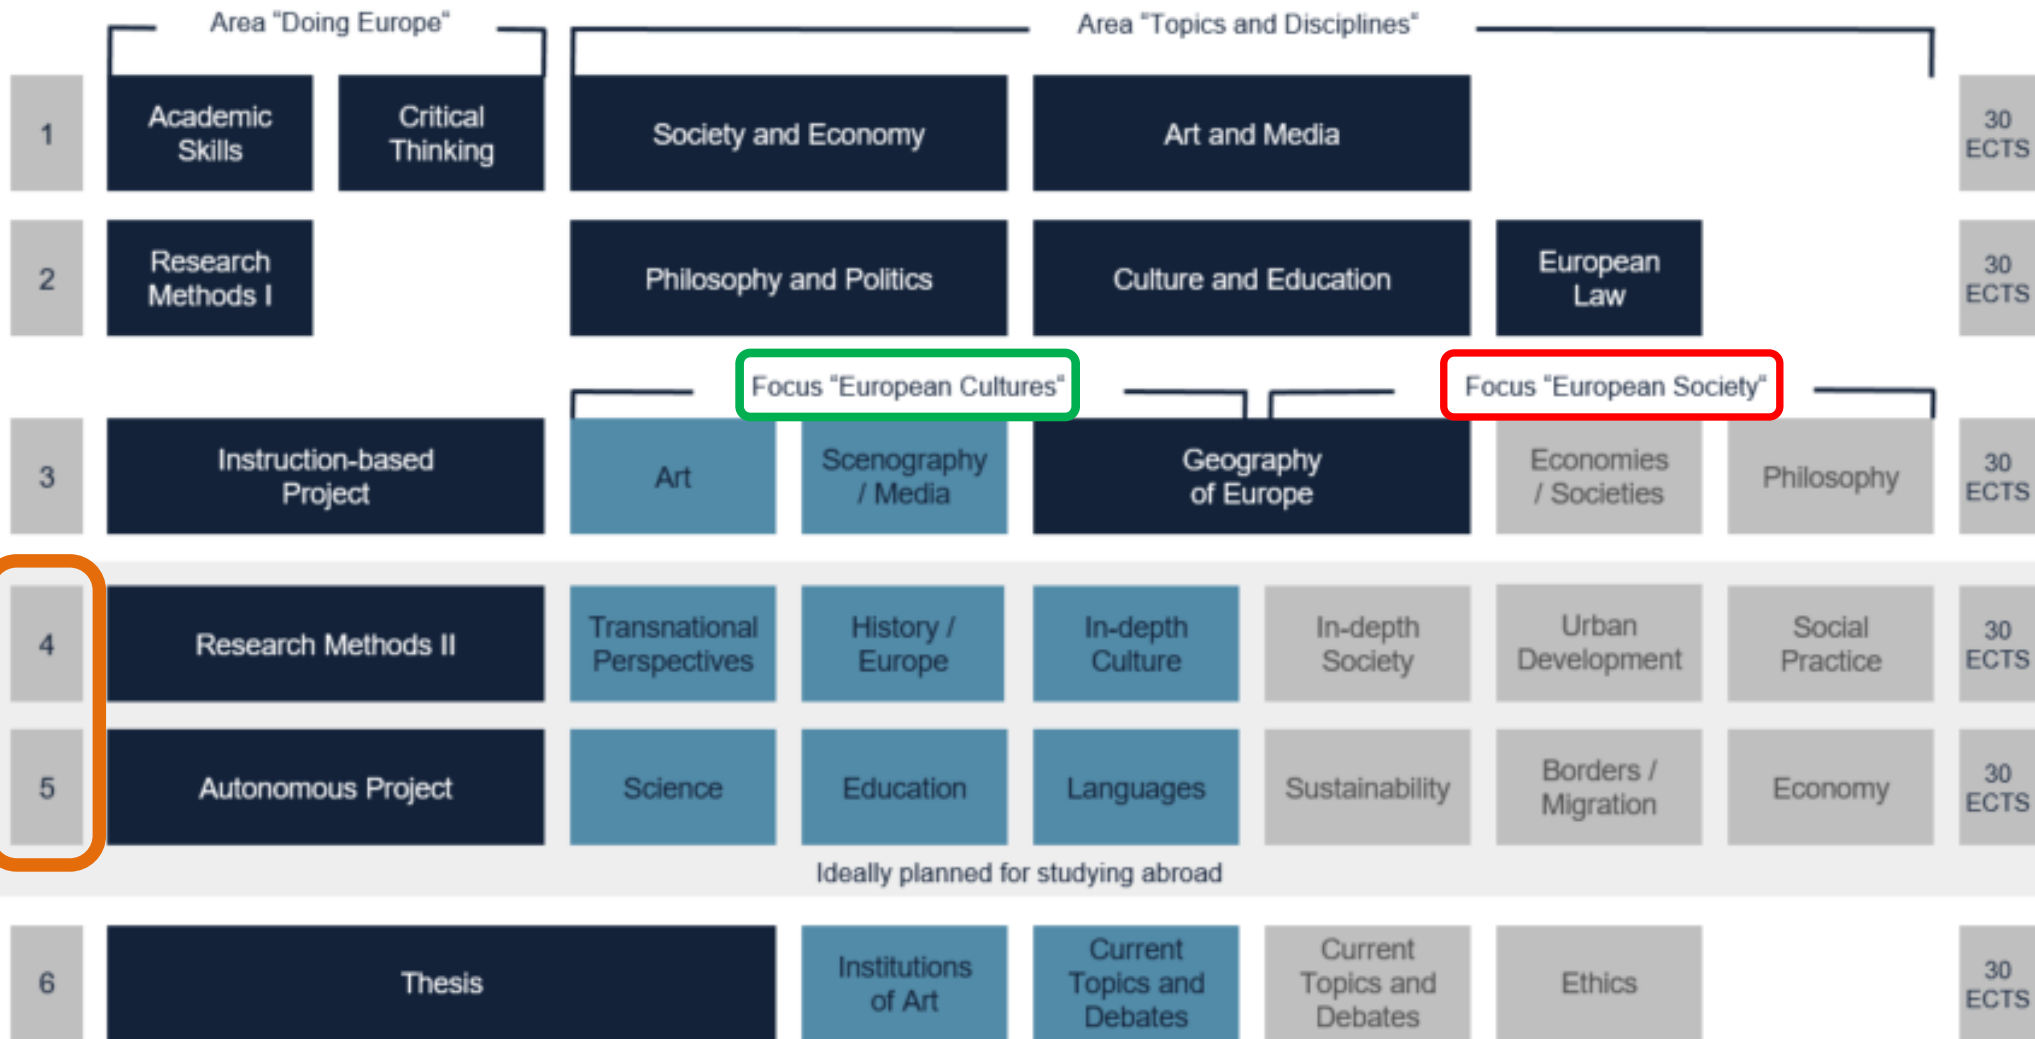 Area "Doing Europe"
Area "Topics and Disciplines"
1
Academic
Skills
Critical
Thinking
Society and Economy
Art and Media
30
ECTS
2
Research
Methods I
Philosophy and Politics
Culture and Education
European
Law
30
ECTS
Focus "European Cultures"
Focus "European Society"
3
Instruction-based
Project
Art
Scenography
/ Media
Geography
of Europe
Economies
/ Societies
Philosophy
30
ECTS
4
Research Methods II
Transnational
Perspectives
History /
Europe
In-depth
Culture
In-depth
Society
Urban
Development
Social
Practice
30
ECTS
5
Autonomous Project
Science
Education
Languages
Sustainability
Borders /
Migration
Economy
30
ECTS
Ideally planned for studying abroad
6
Thesis
Institutions
of Art
Current
Topics and
Debates
Current
Topics and
Debates
Ethics
30
ECTS